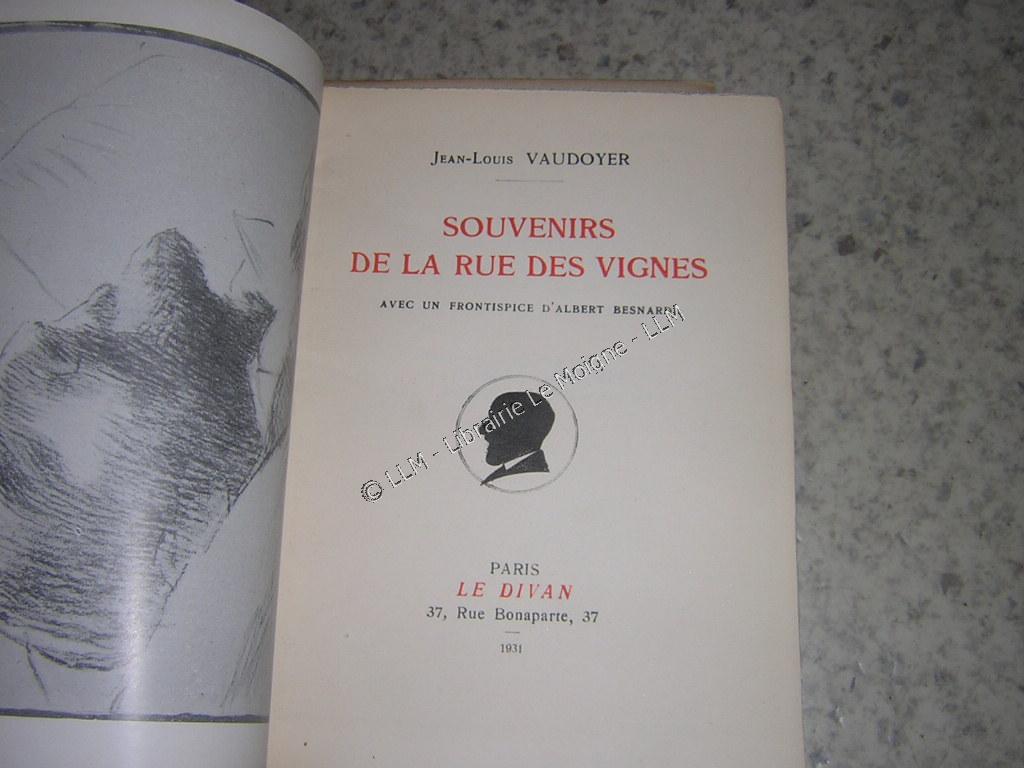 Jean-Louis VAUDOYER
SOUVENIRS
DE LA RUE DES VIGNES
AVEC UN FRONTISPICE D'ALBERT BESNARD
© LLM - Librairie Le Moigne - LLM
PARIS
LE DIVAN
37, Rue Bonaparte, 37
1931